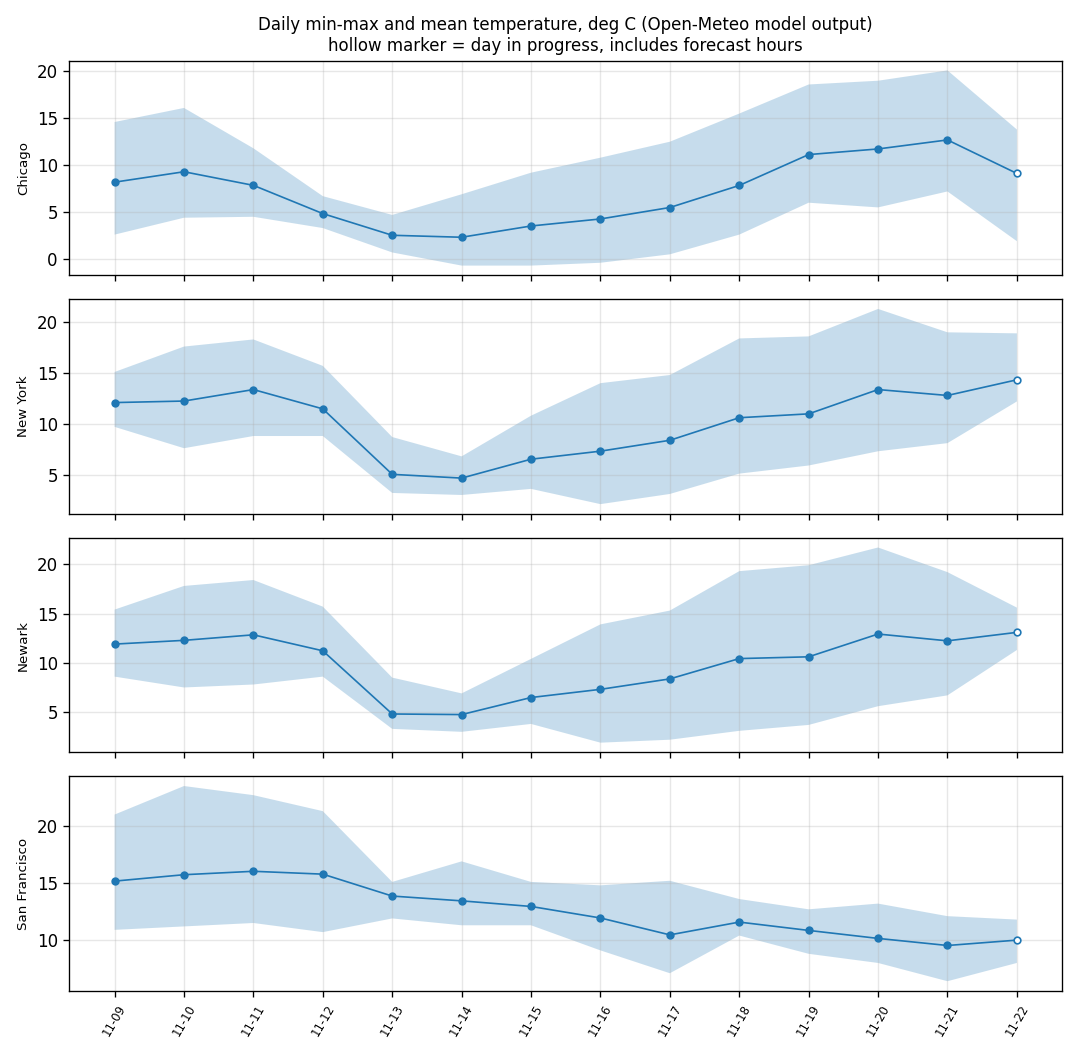 Daily min-max and mean temperature, deg C (Open-Meteo model output)
hollow marker = day in progress, includes forecast hours
20
15
10
5
0
Chicago
20
15
10
5
New York
20
15
10
5
Newark
20
15
10
San Francisco
11-09 11-10 11-11 11-12 11-13 11-14 11-15 11-16 11-17 11-18 11-19 11-20 11-21 11-22